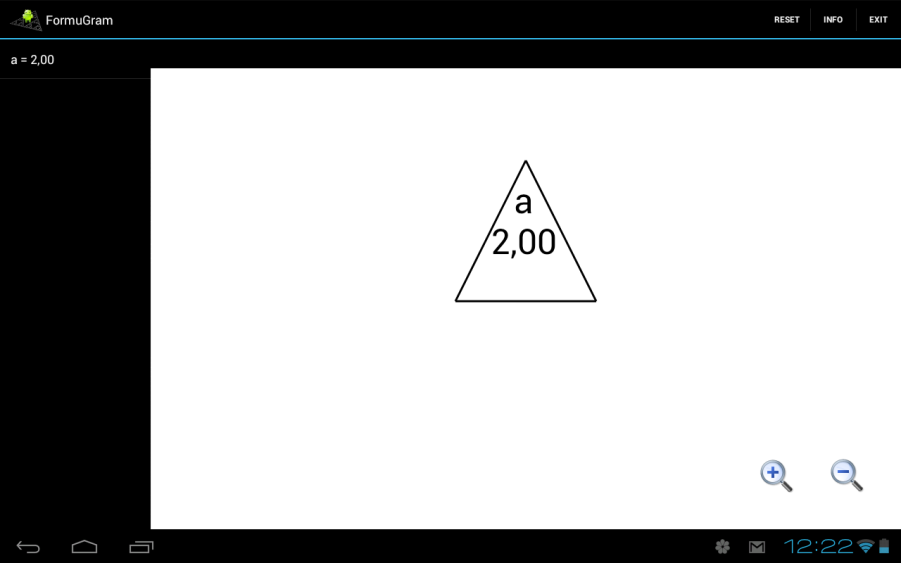 FormuGram
RESET
INFO
EXIT
a = 2,00
a
2,00
12:22